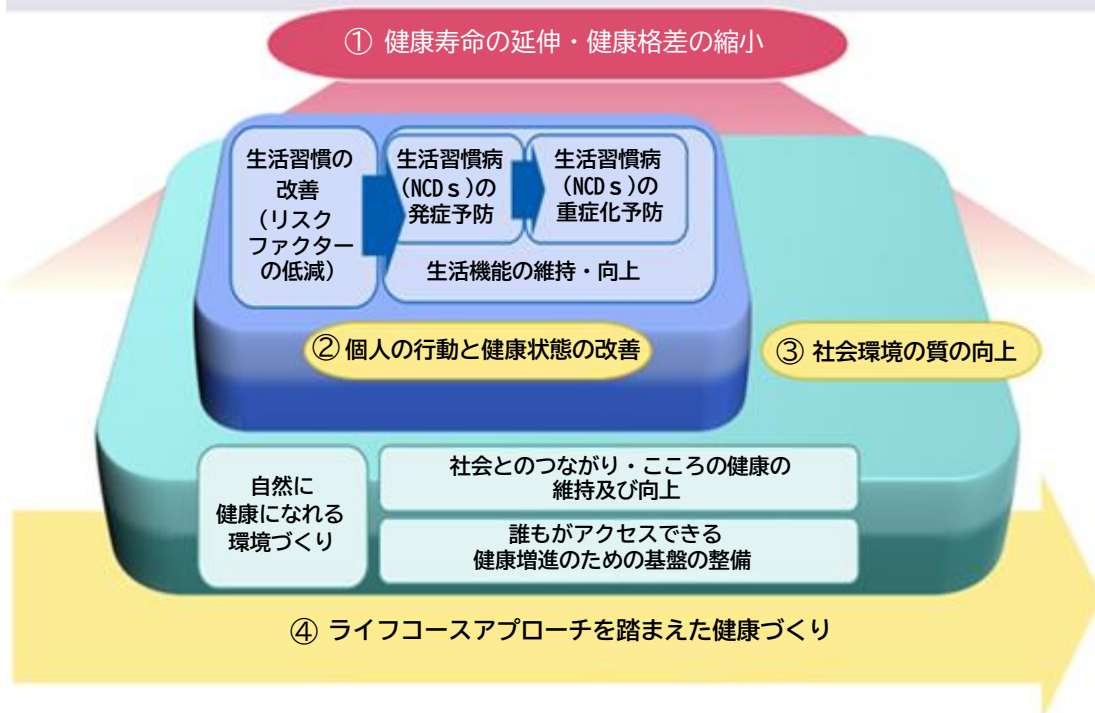 ① 健康寿命の延伸・健康格差の縮小
生活習慣の
改善
（リスク
ファクター
の低減）
生活習慣病
(NCDｓ)の
発症予防
生活習慣病
(NCDｓ)の
重症化予防
生活機能の維持・向上
② 個人の行動と健康状態の改善
③ 社会環境の質の向上
自然に
健康になれる
環境づくり
社会とのつながり・こころの健康の
維持及び向上
誰もがアクセスできる
健康増進のための基盤の整備
④ ライフコースアプローチを踏まえた健康づくり